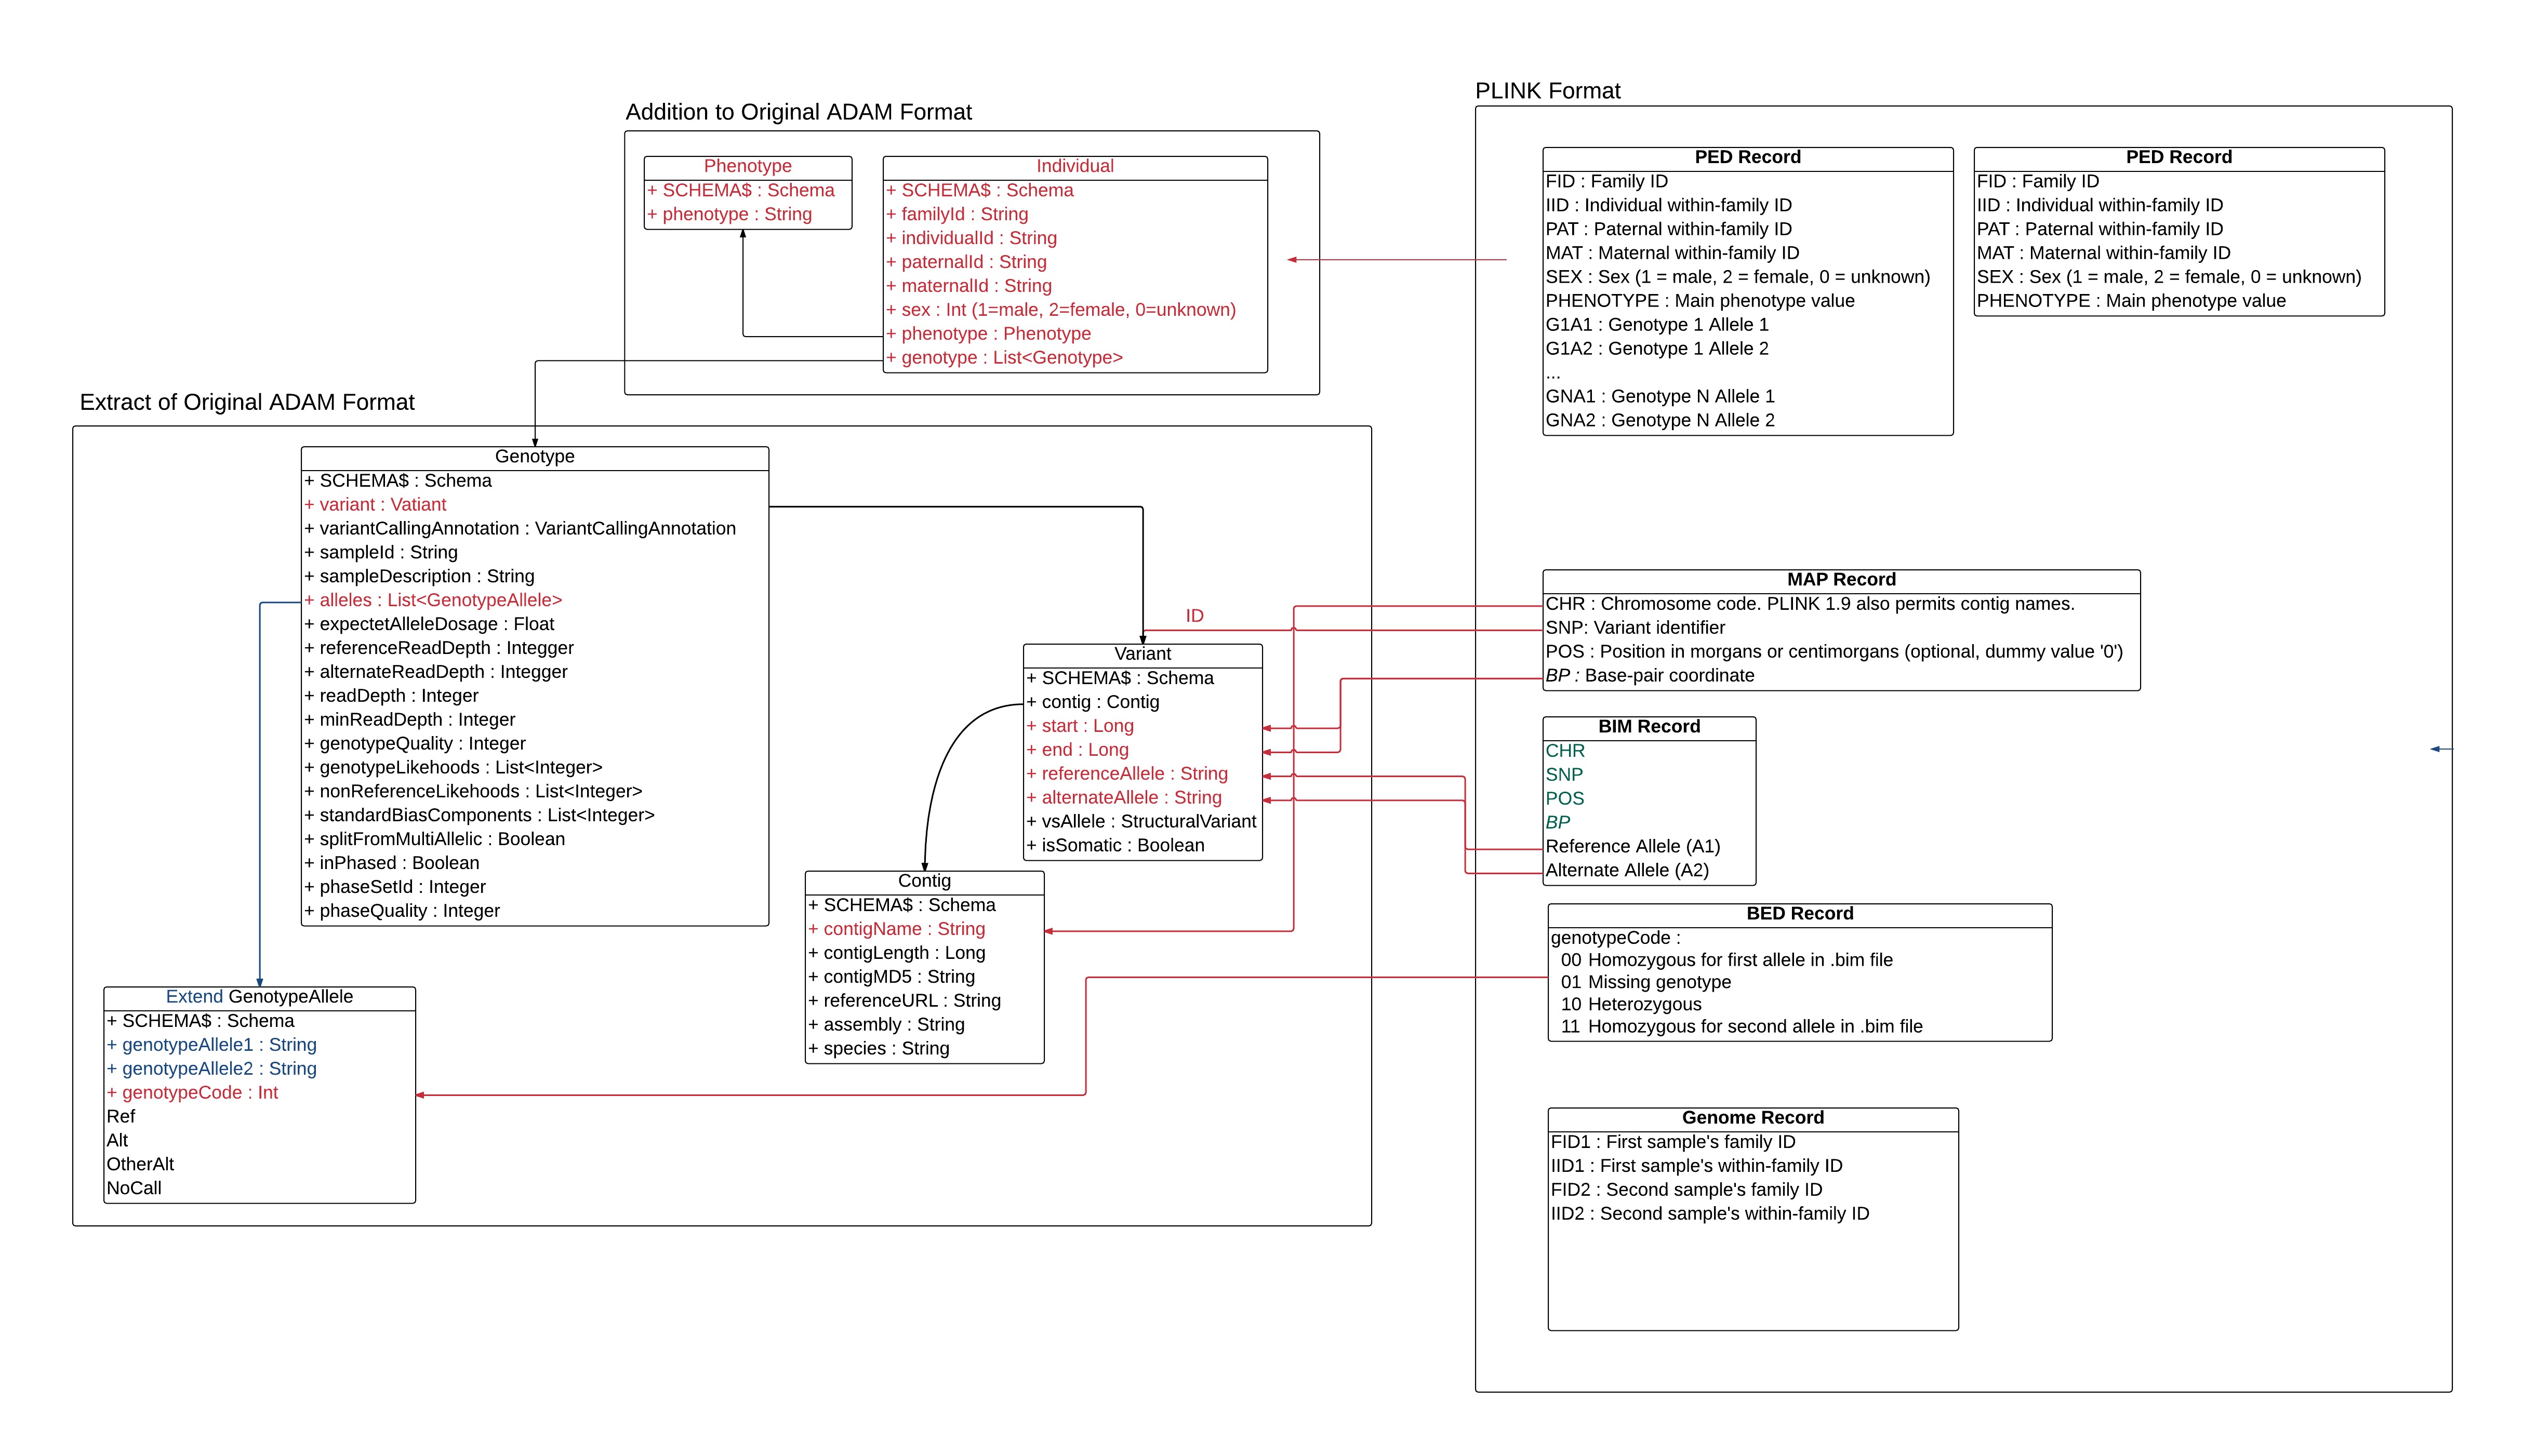 PLINK Format
Addition to Original ADAM Format
Phenotype
+ SCHEMA$ : Schema
+ phenotype : String
Individual
+ SCHEMA$ : Schema
+ familyId : String
+ individualId : String
+ paternalId : String
+ maternalId : String
+ sex : Int (1=male, 2=female, 0=unknown)
+ phenotype : Phenotype
+ genotype : List<Genotype>
PED Record
FID : Family ID
IID : Individual within-family ID
PAT : Paternal within-family ID
MAT : Maternal within-family ID
SEX : Sex (1 = male, 2 = female, 0 = unknown)
PHENOTYPE : Main phenotype value
G1A1 : Genotype 1 Allele 1
G1A2 : Genotype 1 Allele 2
...
GNA1 : Genotype N Allele 1
GNA2 : Genotype N Allele 2
PED Record
FID : Family ID
IID : Individual within-family ID
PAT : Paternal within-family ID
MAT : Maternal within-family ID
SEX : Sex (1 = male, 2 = female, 0 = unknown)
PHENOTYPE : Main phenotype value
Extract of Original ADAM Format
Genotype
+ SCHEMA$ : Schema
+ variant : Vatiant
+ variantCallingAnnotation : VariantCallingAnnotation
+ sampleId : String
+ sampleDescription : String
+ alleles : List<GenotypeAllele>
+ expectetAlleleDosage : Float
+ referenceReadDepth : Integger
+ alternateReadDepth : Integger
+ readDepth : Integer
+ minReadDepth : Integer
+ genotypeQuality : Integer
+ genotypeLikehoods : List<Integer>
+ nonReferenceLikehoods : List<Integer>
+ standardBiasComponents : List<Integer>
+ splitFromMultiAllelic : Boolean
+ inPhased : Boolean
+ phaseSetId : Integer
+ phaseQuality : Integer
ID
Variant
+ SCHEMA$ : Schema
+ contig : Contig
+ start : Long
+ end : Long
+ referenceAllele : String
+ alternateAllele : String
+ vsAllele : StructuralVariant
+ isSomatic : Boolean
Contig
+ SCHEMA$ : Schema
+ contigName : String
+ contigLength : Long
+ contigMD5 : String
+ referenceURL : String
+ assembly : String
+ species : String
Extend GenotypeAllele
+ SCHEMA$ : Schema
+ genotypeAllele1 : String
+ genotypeAllele2 : String
+ genotypeCode : Int
Ref
Alt
OtherAlt
NoCall
MAP Record
CHR : Chromosome code. PLINK 1.9 also permits contig names.
SNP: Variant identifier
POS : Position in morgans or centimorgans (optional, dummy value '0')
BP : Base-pair coordinate
BIM Record
CHR
SNP
POS
BP
Reference Allele (A1)
Alternate Allele (A2)
BED Record
genotypeCode :
00 Homozygous for first allele in .bim file
01 Missing genotype
10 Heterozygous
11 Homozygous for second allele in .bim file
Genome Record
FID1 : First sample's family ID
IID1 : First sample's within-family ID
FID2 : Second sample's family ID
IID2 : Second sample's within-family ID